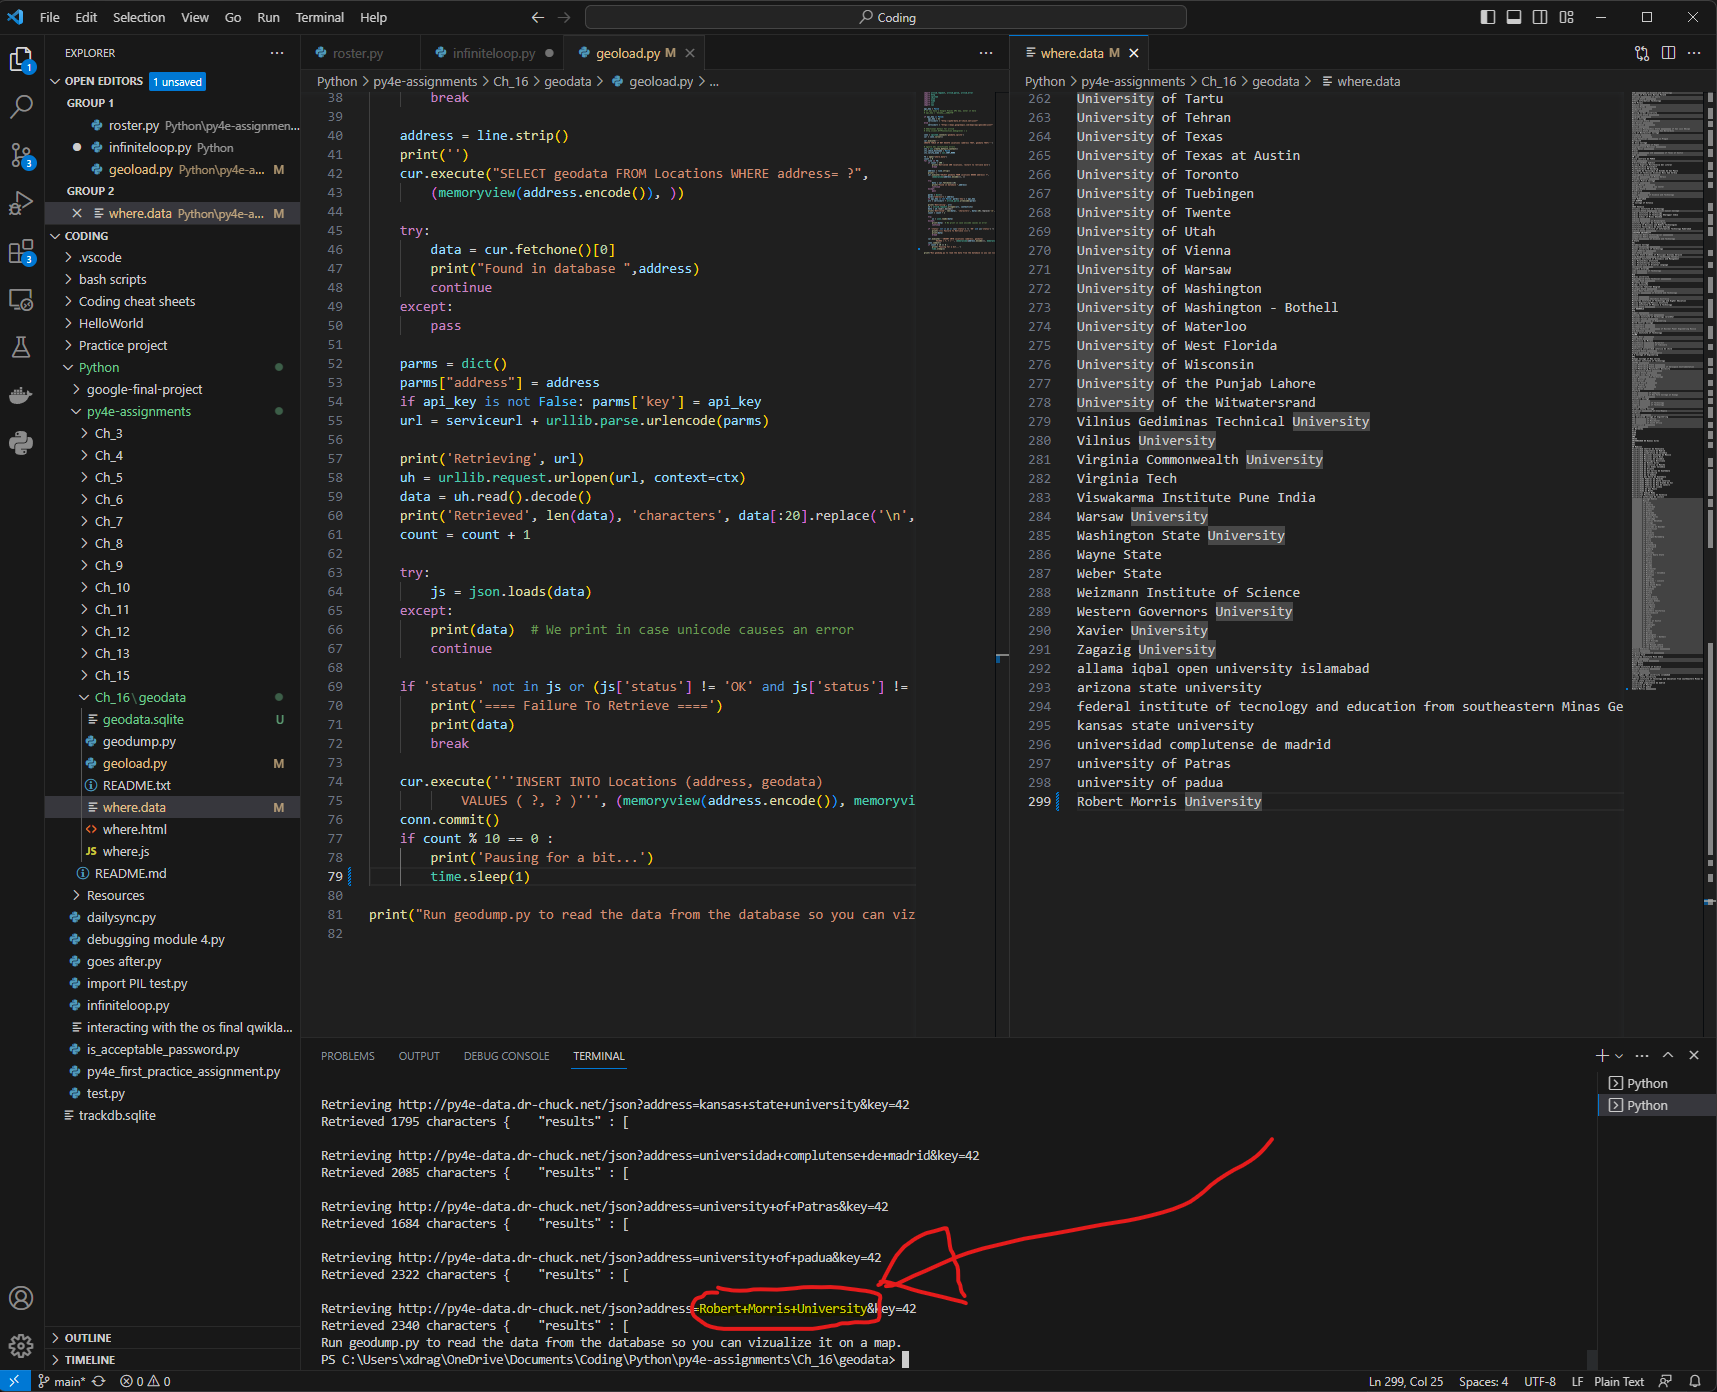 File Edit Selection View Go Run Terminal Help
Coding
EXPLORER
OPEN EDITORS 1 unsaved
GROUP 1
roster.py Python\py4e-assignmen...
infiniteloop.py Python
geoload.py Python\py4e-a... M
GROUP 2
where.data Python\py4e-a... M
CODING
.vscode
bash scripts
Coding cheat sheets
HelloWorld
Practice project
Python
google-final-project
py4e-assignments
Ch_3
Ch_4
Ch_5
Ch_6
Ch_7
Ch_8
Ch_9
Ch_10
Ch_11
Ch_12
Ch_13
Ch_15
Ch_16\geodata
geodata.sqlite U
geodump.py
geoload.py M
README.txt
where.data M
where.html
JS where.js
README.md
Resources
dailysync.py
debugging module 4.py
goes after.py
import PIL test.py
infiniteloop.py
interacting with the os final qwikla...
is_acceptable_password.py
py4e_first_practice_assignment.py
test.py
trackdb.sqlite
OUTLINE
TIMELINE
roster.py infiniteloop.py geoload.py M
Python > py4e-assignments > Ch_16 > geodata > geoload.py > ...
38 break
39
40 address = line.strip()
41 print('')
42 cur.execute("SELECT geodata FROM Locations WHERE address= ?",
43 (memoryview(address.encode()), ))
44
45 try:
46 data = cur.fetchone()[0]
47 print("Found in database ",address)
48 continue
49 except:
50 pass
51
52 parms = dict()
53 parms["address"] = address
54 if api_key is not False: parms['key'] = api_key
55 url = serviceurl + urllib.parse.urlencode(parms)
56
57 print('Retrieving', url)
58 uh = urllib.request.urlopen(url, context=ctx)
59 data = uh.read().decode()
60 print('Retrieved', len(data), 'characters', data[:20].replace('\n',
61 count = count + 1
62
63 try:
64 js = json.loads(data)
65 except:
66 print(data) # We print in case unicode causes an error
67 continue
68
69 if 'status' not in js or (js['status'] != 'OK' and js['status'] !=
70 print('==== Failure To Retrieve ====')
71 print(data)
72 break
73
74 cur.execute('''INSERT INTO Locations (address, geodata)
75 VALUES ( ?, ? )''', (memoryview(address.encode()), memoryvi
76 conn.commit()
77 if count % 10 == 0 :
78 print('Pausing for a bit...')
79 time.sleep(1)
80
81 print("Run geodump.py to read the data from the database so you can viz
82
where.data M
Python > py4e-assignments > Ch_16 > geodata > where.data
262 University of Tartu
263 University of Tehran
264 University of Texas
265 University of Texas at Austin
266 University of Toronto
267 University of Tuebingen
268 University of Twente
269 University of Utah
270 University of Vienna
271 University of Warsaw
272 University of Washington
273 University of Washington - Bothell
274 University of Waterloo
275 University of West Florida
276 University of Wisconsin
277 University of the Punjab Lahore
278 University of the Witwatersrand
279 Vilnius Gediminas Technical University
280 Vilnius University
281 Virginia Commonwealth University
282 Virginia Tech
283 Viswakarma Institute Pune India
284 Warsaw University
285 Washington State University
286 Wayne State
287 Weber State
288 Weizmann Institute of Science
289 Western Governors University
290 Xavier University
291 Zagazig University
292 allama iqbal open university islamabad
293 arizona state university
294 federal institute of tecnology and education from southeastern Minas Ge
295 kansas state university
296 universidad complutense de madrid
297 university of Patras
298 university of padua
299 Robert Morris University
PROBLEMS OUTPUT DEBUG CONSOLE TERMINAL
Retrieving http://py4e-data.dr-chuck.net/json?address=kansas+state+university&key=42
Retrieved 1795 characters { "results" : [
Retrieving http://py4e-data.dr-chuck.net/json?address=universidad+complutense+de+madrid&key=42
Retrieved 2085 characters { "results" : [
Retrieving http://py4e-data.dr-chuck.net/json?address=university+of+Patras&key=42
Retrieved 1684 characters { "results" : [
Retrieving http://py4e-data.dr-chuck.net/json?address=university+of+padua&key=42
Retrieved 2322 characters { "results" : [
Retrieving http://py4e-data.dr-chuck.net/json?address=Robert+Morris+University&key=42
Retrieved 2340 characters { "results" : [
Run geodump.py to read the data from the database so you can vizualize it on a map.
PS C:\Users\xdrag\OneDrive\Documents\Coding\Python\py4e-assignments\Ch_16\geodata>
Python
Python
main* 0 0
Ln 299, Col 25 Spaces: 4 UTF-8 LF Plain Text